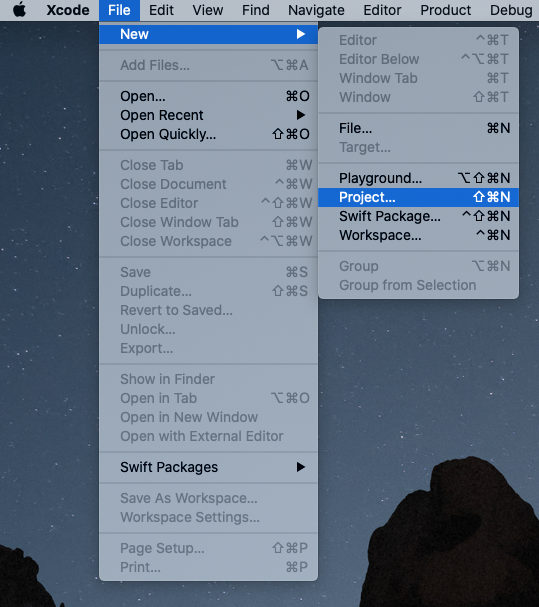 Xcode File Edit View Find Navigate Editor Product Debug
New
Add Files... ⌥⌘A
Open... ⌘O
Open Recent
Open Quickly... ⇧⌘O
Close Tab ⌘W
Close Document ^⌘W
Close Editor ^⇧⌘W
Close Window Tab ⇧⌘W
Close Workspace ^⌥⌘W
Save ⌘S
Duplicate... ⇧⌘S
Revert to Saved...
Unlock...
Export...
Show in Finder
Open in Tab ⌥⌘O
Open in New Window
Open with External Editor
Swift Packages
Save As Workspace...
Workspace Settings...
Page Setup... ⇧⌘P
Print... ⌘P
Editor ^⌘T
Editor Below ^⌥⌘T
Window Tab ⌘T
Window ⇧⌘T
File... ⌘N
Target...
Playground... ⌥⇧⌘N
Project... ⇧⌘N
Swift Package... ^⇧⌘N
Workspace... ^⌘N
Group ⌥⌘N
Group from Selection